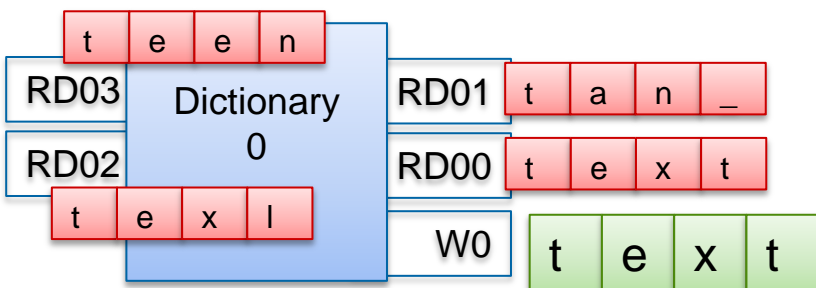 t e e n
RD03 Dictionary 0 RD01 t a n _
RD02 RD00 t e x t
t e x l
W0 t e x t